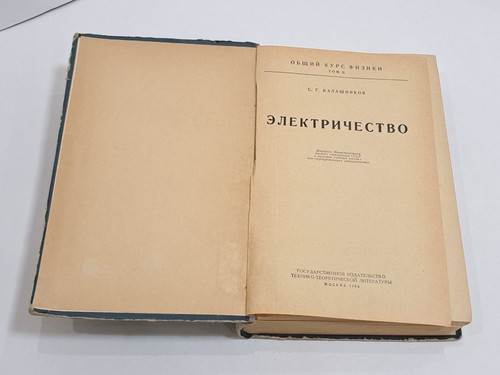 ОБЩИЙ КУРС ФИЗИКИ
ТОМ II
С. Г. КАЛАШНИКОВ
ЭЛЕКТРИЧЕСТВО
ГОСУДАРСТВЕННОЕ ИЗДАТЕЛЬСТВО
ТЕХНИКО-ТЕОРЕТИЧЕСКОЙ ЛИТЕРАТУРЫ
МОСКВА